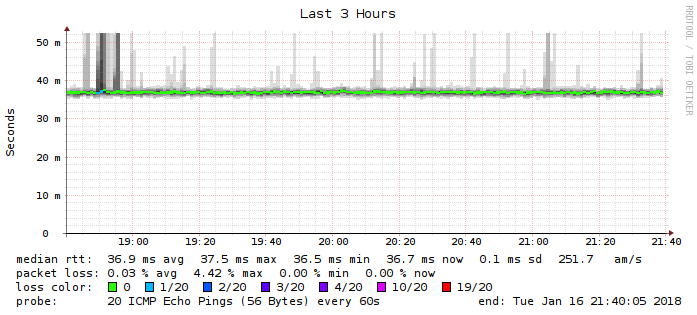 Last 3 Hours
RRDTOOL / TOBI OETIKER
Seconds
50 m
40 m
30 m
20 m
10 m
0
19:00 19:20 19:40 20:00 20:20 20:40 21:00 21:20 21:40
median rtt: 36.9 ms avg 37.5 ms max 36.5 ms min 36.7 ms now 0.1 ms sd 251.7 am/s
packet loss: 0.03 % avg 4.42 % max 0.00 % min 0.00 % now
loss color: 0 1/20 2/20 3/20 4/20 10/20 19/20
probe: 20 ICMP Echo Pings (56 Bytes) every 60s end: Tue Jan 16 21:40:05 2018